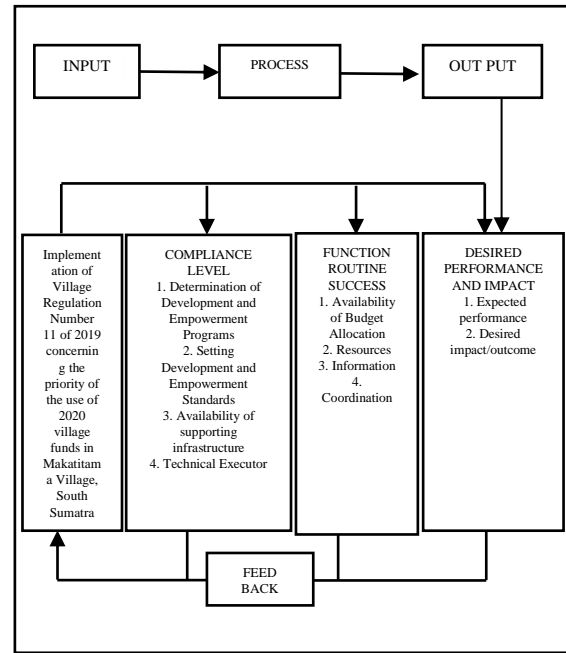 INPUT
PROCESS
OUT PUT
Implement
ation of
Village
Regulation
Number
11 of 2019
concernin
g the
priority of
the use of
2020
village
funds in
Makatitam
a Village,
South
Sumatra
COMPLIANCE
LEVEL
1. Determination of
Development and
Empowerment
Programs
2. Setting
Development and
Empowerment
Standards
3. Availability of
supporting
infrastructure
4. Technical Executor
FUNCTION
ROUTINE
SUCCESS
1. Availability
of Budget
Allocation
2. Resources
3. Information
4.
Coordination
DESIRED
PERFORMANCE
AND IMPACT
1. Expected
performance
2. Desired
impact/outcome
FEED
BACK